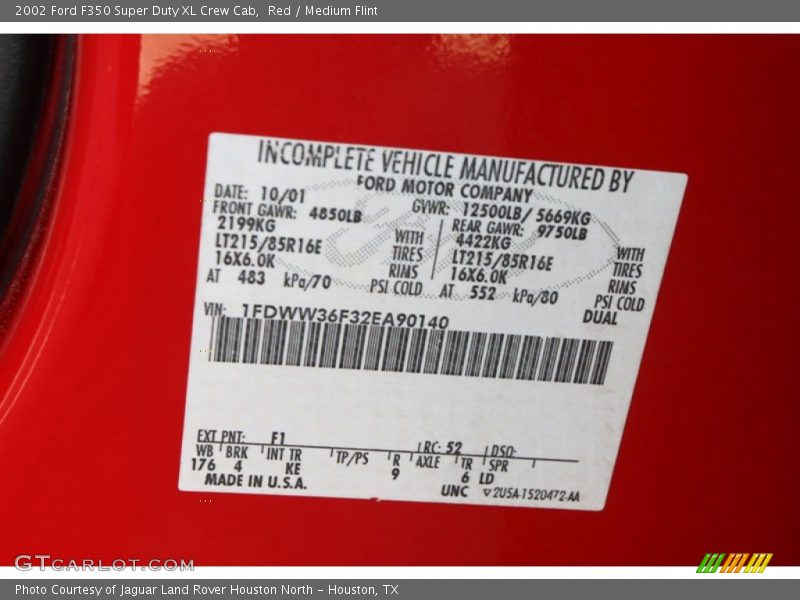 2002 Ford F350 Super Duty XL Crew Cab, Red / Medium Flint
INCOMPLETE VEHICLE MANUFACTURED BY
FORD MOTOR COMPANY
DATE: 10/01 GVWR: 12500LB/ 5669KG
FRONT GAWR: 4850LB REAR GAWR: 9750LB
2199KG WITH 4422KG WITH
LT215/85R16E TIRES LT215/85R16E TIRES
16X6.0K RINS 16X6.0K RINS
AT 483 kPa/70 PSI COLD AT 552 kPa/80 PSI COLD
DUAL
VIN: 1FDWW36F32EA90140
EXT PNT: F1 RC: 52 DSO:
WB BRK INT TR TP/PS R AXLE TR SPR
176 4 KE 9 6 LD
MADE IN U.S.A. UNC ▽2USA-1520472-AA
GTCARLOT.COM
Photo Courtesy of Jaguar Land Rover Houston North - Houston, TX